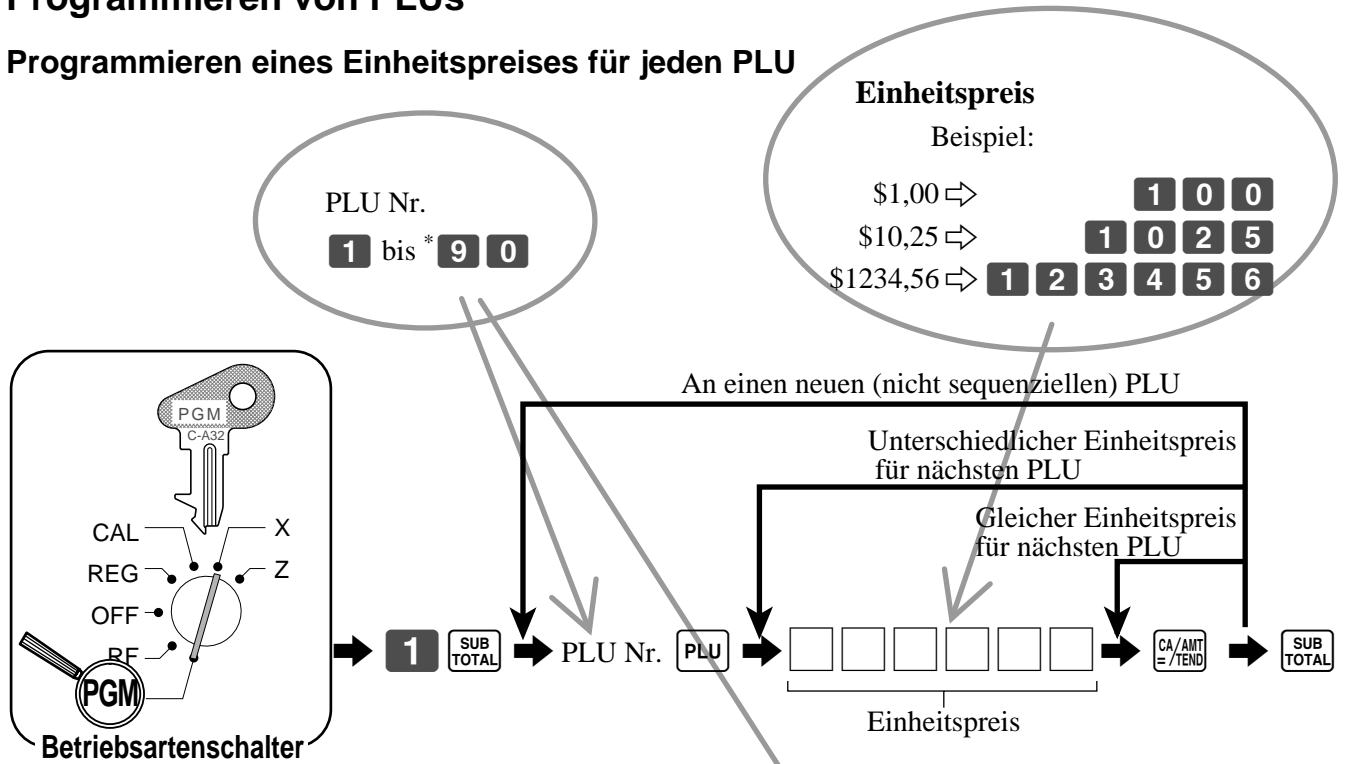 Programmieren von PLUs
Programmieren eines Einheitspreises für jeden PLU
Einheitspreis
Beispiel:
$1,00 ⇨ 1 0 0
$10,25 ⇨ 1 0 2 5
$1234,56 ⇨ 1 2 3 4 5 6
PLU Nr.
1 bis * 9 0
An einen neuen (nicht sequenziellen) PLU
Unterschiedlicher Einheitspreis
für nächsten PLU
Gleicher Einheitspreis
für nächsten PLU
PGM
C-A32
CAL
X
REG
Z
OFF
RF
PGM
Betriebsartenschalter
1 SUB TOTAL PLU Nr. PLU CA/AMT =/TEND SUB TOTAL
Einheitspreis